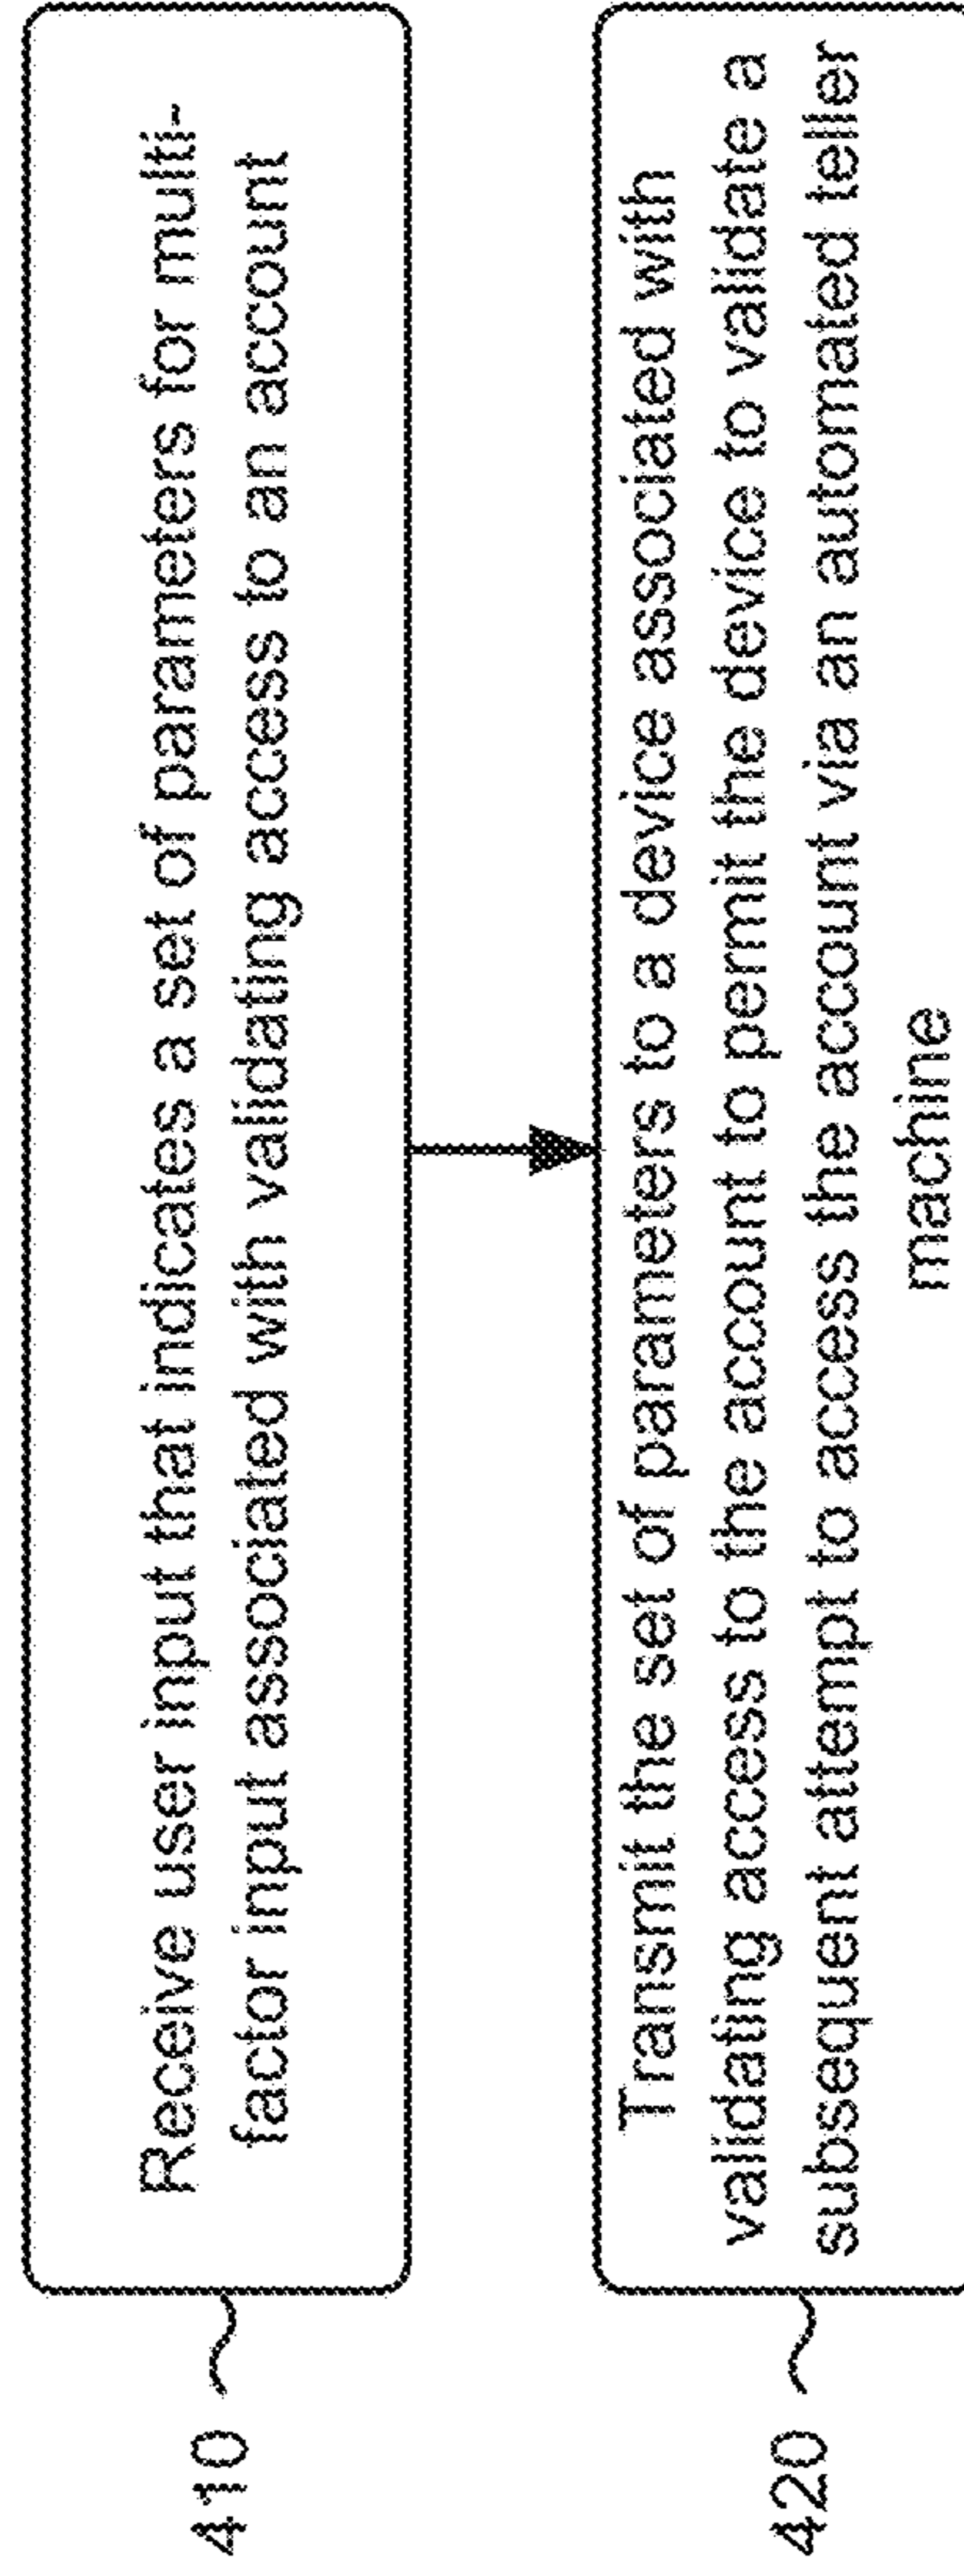 410
Receive user input that indicates a set of parameters for multi-
factor input associated with validating access to an account
420
Transmit the set of parameters to a device associated with
validating access to the account to permit the device to validate a
subsequent attempt to access the account via an automated teller
machine